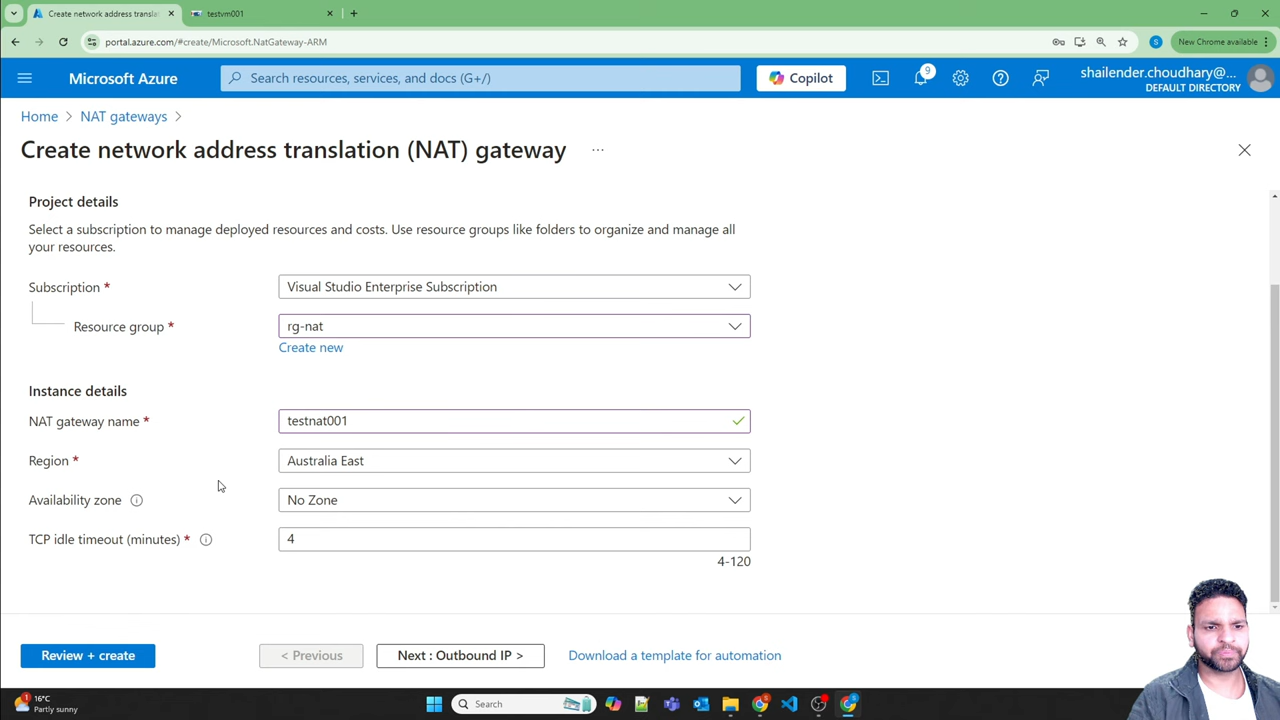 Create network address translati
testvm001
portal.azure.com/#create/Microsoft.NatGateway-ARM
New Chrome available
Microsoft Azure
Search resources, services, and docs (G+/)
Copilot
9
shailender.choudhary@...
DEFAULT DIRECTORY
Home > NAT gateways >
Create network address translation (NAT) gateway ...
Project details
Select a subscription to manage deployed resources and costs. Use resource groups like folders to organize and manage all
your resources.
Subscription *
Visual Studio Enterprise Subscription
Resource group *
rg-nat
Create new
Instance details
NAT gateway name *
testnat001
Region *
Australia East
Availability zone
No Zone
TCP idle timeout (minutes) *
4
4-120
Review + create
< Previous
Next : Outbound IP >
Download a template for automation
1
16°C
Partly sunny
Search